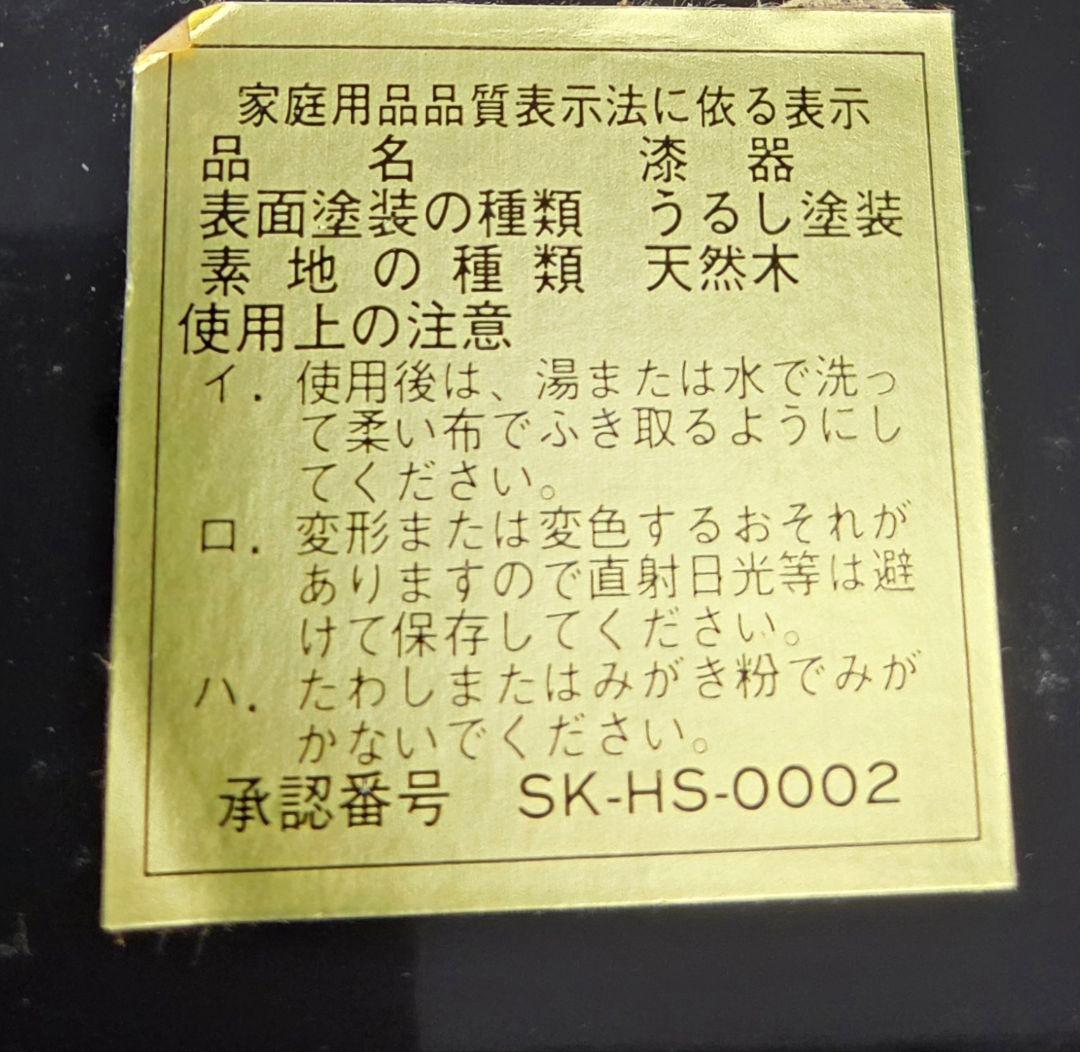 家庭用品品質表示法に依る表示
品 名 漆 器
表面塗装の種類 うるし塗装
素地の種類 天然木
使用上の注意
イ. 使用後は、湯または水で洗っ
て柔い布でふき取るようにし
てください。
ロ. 変形または変色するおそれが
ありますので直射日光等は避
けて保存してください。
ハ. たわしまたはみがき粉でみが
かないでください。
承認番号 SK-HS-0002